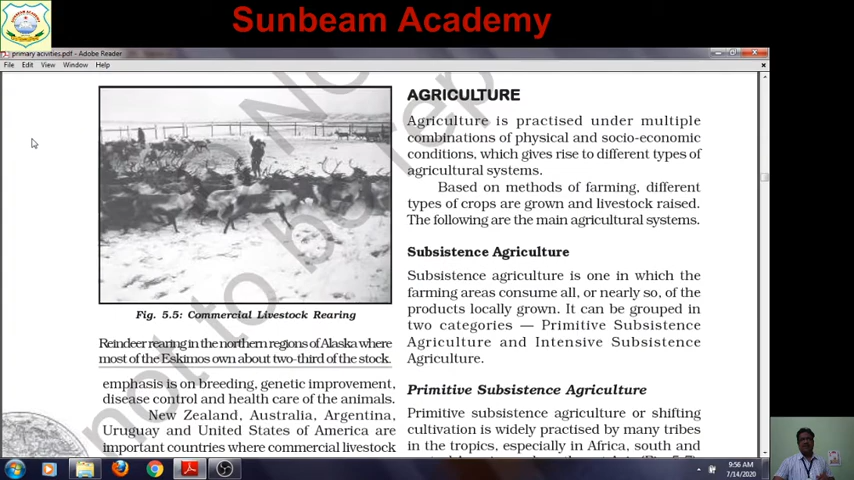 Sunbeam Academy
primary acivities.pdf - Adobe Reader
File Edit View Window Help
Fig. 5.5: Commercial Livestock Rearing
Reindeer rearing in the northern regions of Alaska where
most of the Eskimos own about two-third of the stock.
emphasis is on breeding, genetic improvement,
disease control and health care of the animals.
New Zealand, Australia, Argentina,
Uruguay and United States of America are
important countries where commercial livestock
AGRICULTURE
Agriculture is practised under multiple
combinations of physical and socio-economic
conditions, which gives rise to different types of
agricultural systems.
Based on methods of farming, different
types of crops are grown and livestock raised.
The following are the main agricultural systems.
Subsistence Agriculture
Subsistence agriculture is one in which the
farming areas consume all, or nearly so, of the
products locally grown. It can be grouped in
two categories — Primitive Subsistence
Agriculture and Intensive Subsistence
Agriculture.
Primitive Subsistence Agriculture
Primitive subsistence agriculture or shifting
cultivation is widely practised by many tribes
in the tropics, especially in Africa, south and
not to be rep
9:56 AM
7/14/2020